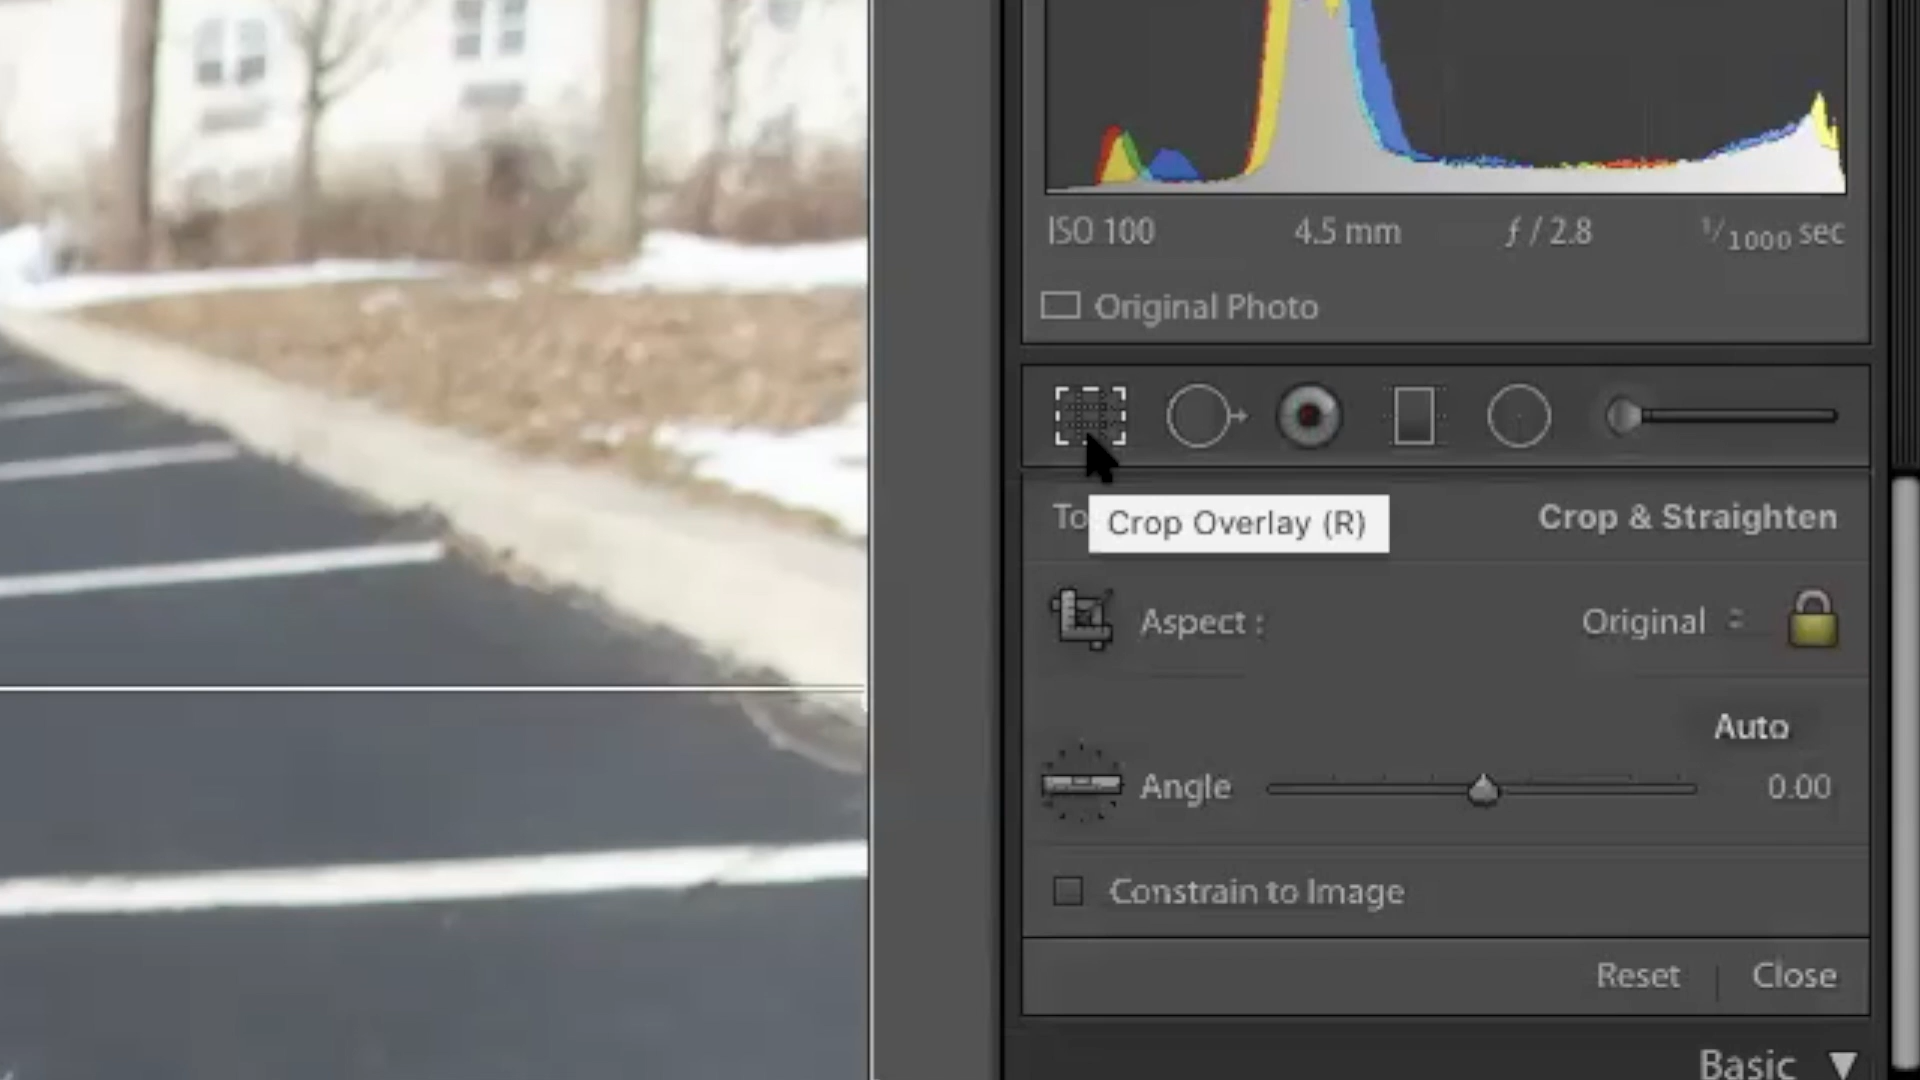 ISO 100 4.5 mm ƒ / 2.8 1/1000 sec
Original Photo
To
Crop Overlay (R)
Crop & Straighten
Aspect : Original
Auto
Angle 0.00
Constrain to Image
Reset Close
Basic